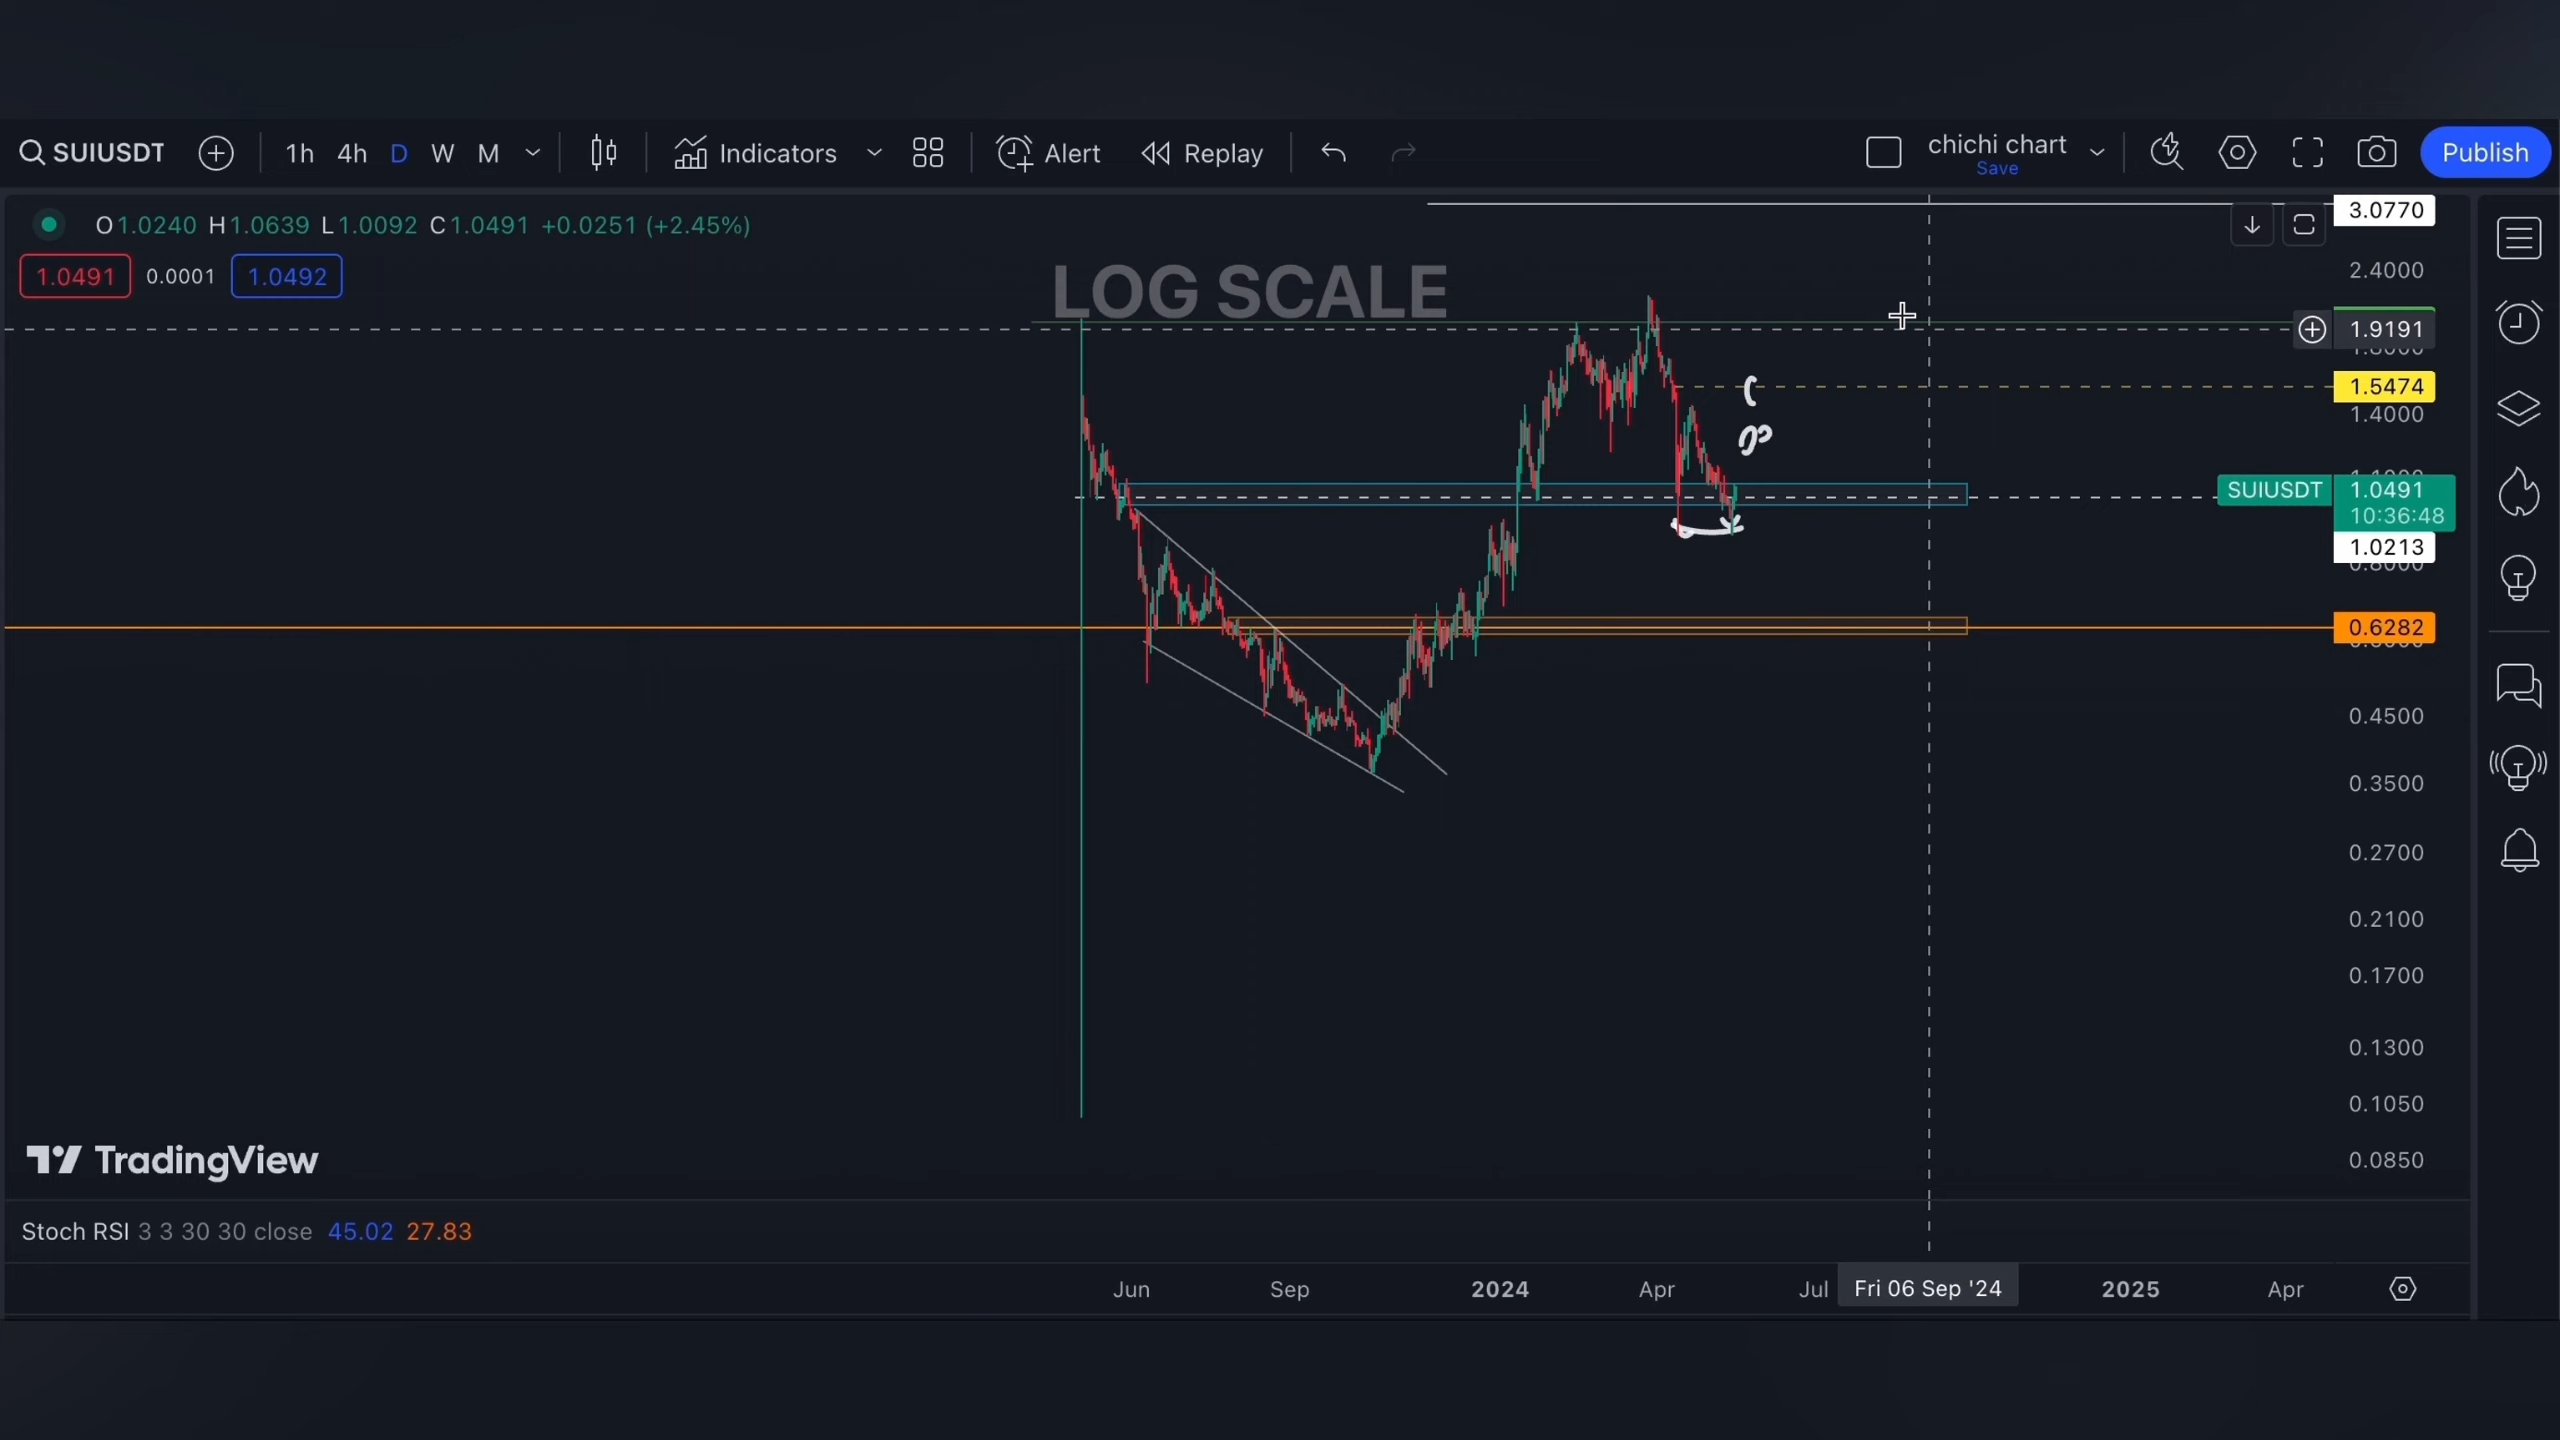 SUIUSDT 1h 4h D W M Indicators Alert Replay chichi chart Save Publish
O1.0240 H1.0639 L1.0092 C1.0491 +0.0251 (+2.45%)
1.0491 0.0001 1.0492
LOG SCALE
3.0770
2.4000
1.9191
1.5474
1.4000
SUIUSDT 1.0491
10:36:48
1.0213
0.6282
0.4500
0.3500
0.2700
0.2100
0.1700
0.1300
0.1050
0.0850
TradingView
Stoch RSI 3 3 30 30 close 45.02 27.83
Jun Sep 2024 Apr Jul Fri 06 Sep '24 2025 Apr